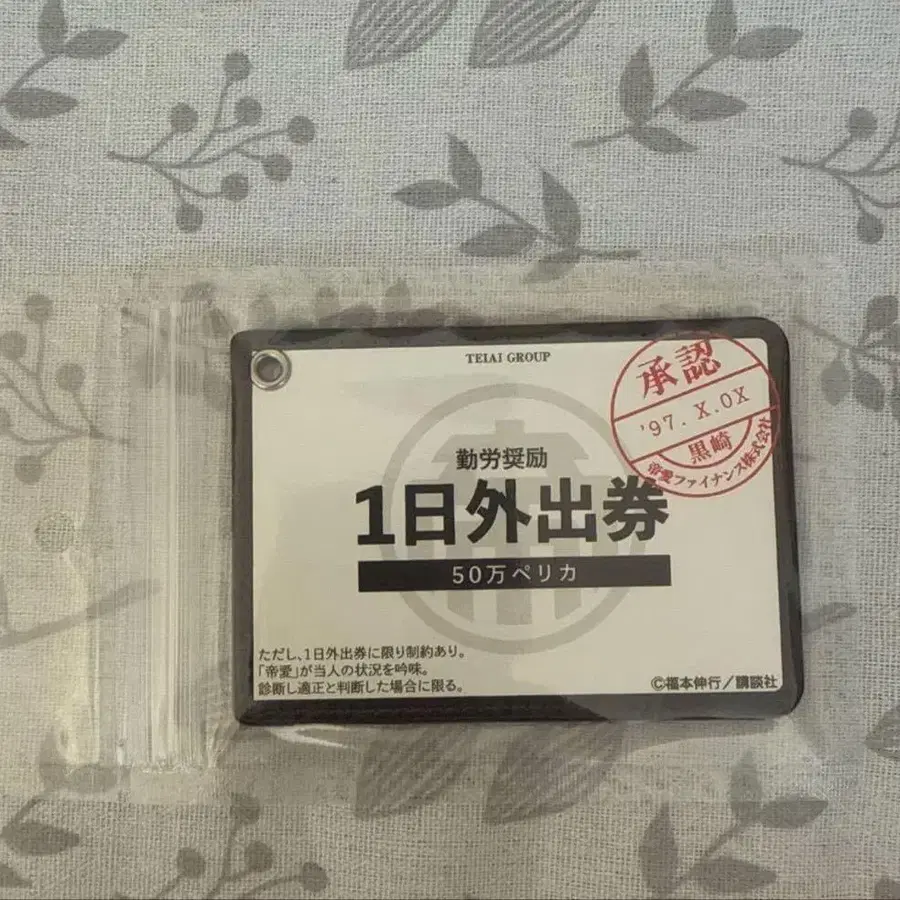 TEIAI GROUP
承認
'97. X.0X
黒崎
帝愛ファイナンス株式会社
勤労奨励
1日外出券
50万ペリカ
ただし、1日外出券に限り制約あり。
「帝愛」が当人の状況を吟味。
診断し適正と判断した場合に限る。
©福本伸行／講談社